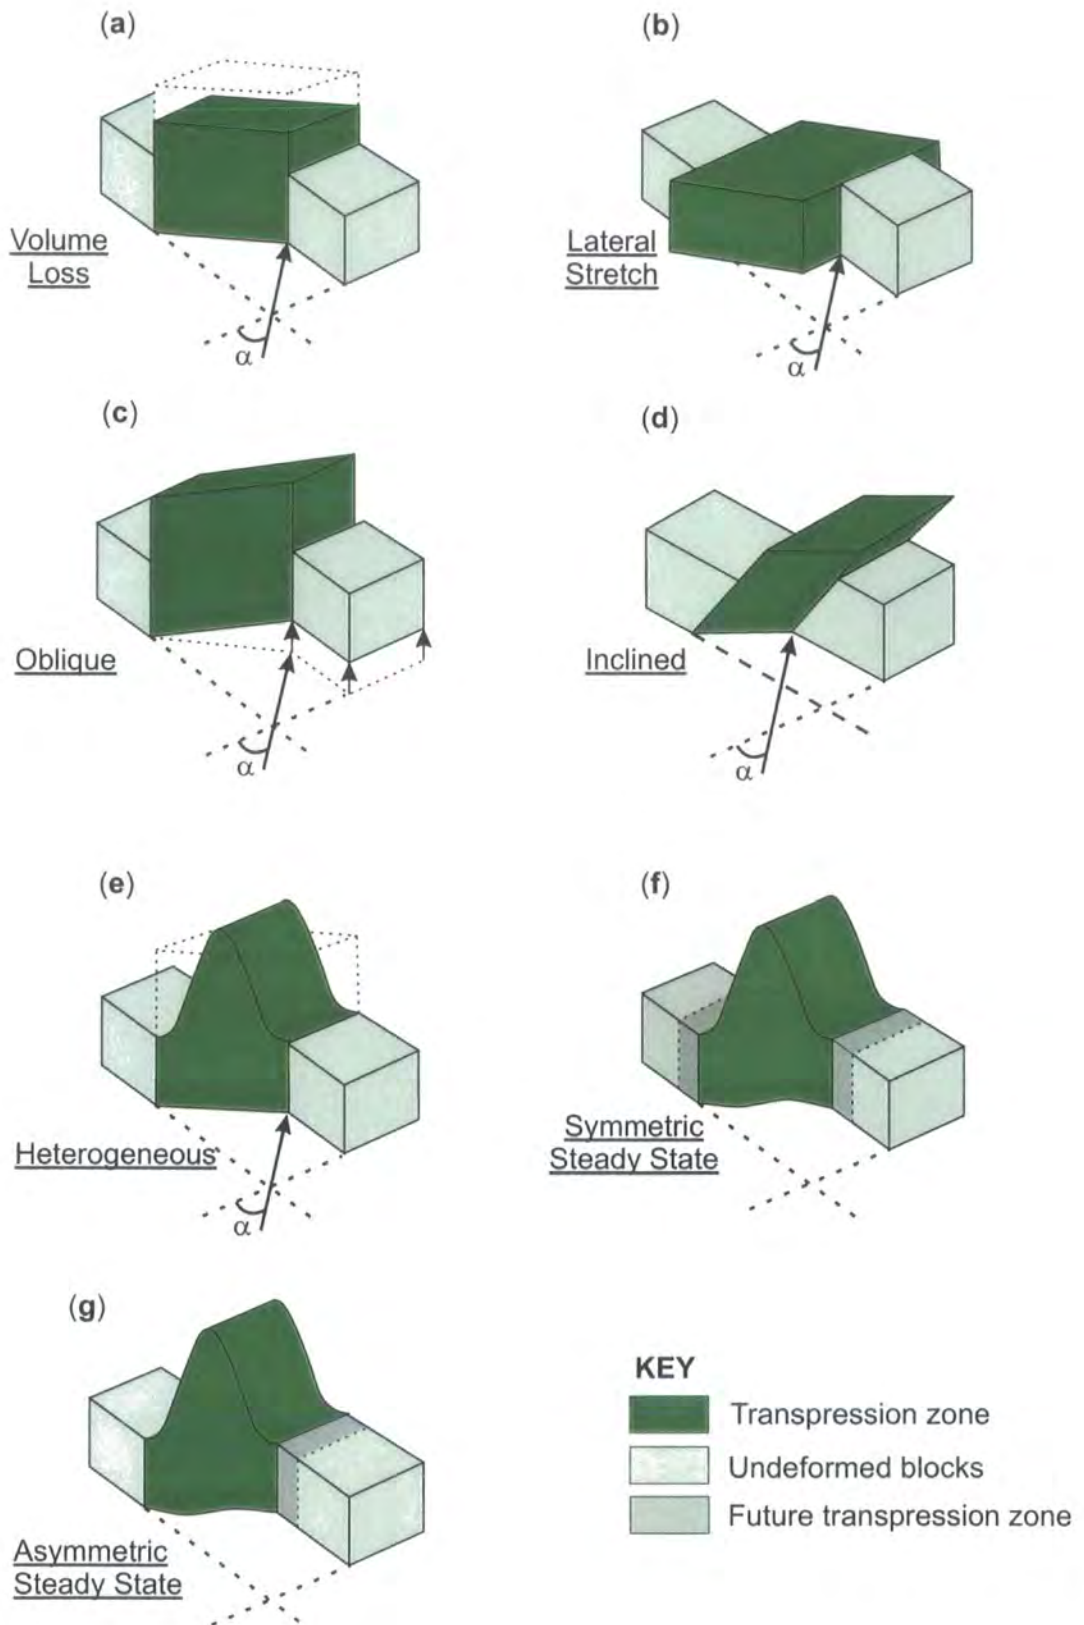 (a)
(b)
Volume
Loss
α
Lateral
Stretch
α
(c)
(d)
Oblique
α
Inclined
α
(e)
(f)
Heterogeneous
α
Symmetric
Steady State
(g)
Asymmetric
Steady State
KEY
Transpression zone
Undeformed blocks
Future transpression zone